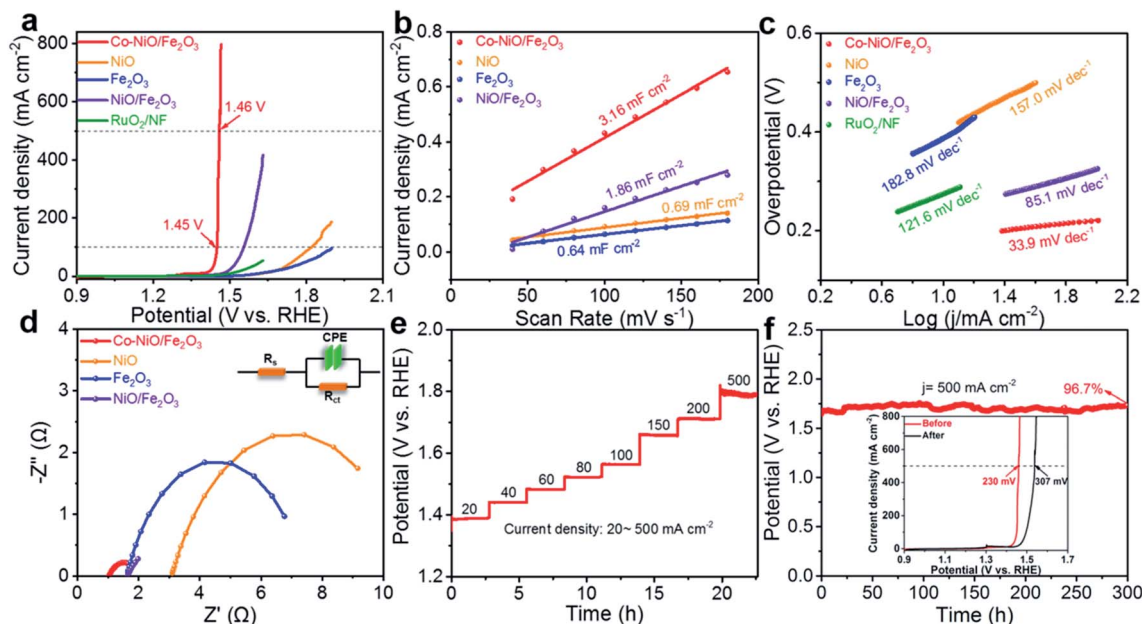 a
Co-NiO/Fe₂O₃
NiO
Fe₂O₃
NiO/Fe₂O₃
RuO₂/NF
1.46 V
1.45 V
800
600
400
200
100
0
0.9 1.2 1.5 1.8 2.1
Current density (mA cm⁻²)
Potential (V vs. RHE)
b
Co-NiO/Fe₂O₃
NiO
Fe₂O₃
NiO/Fe₂O₃
3.16 mF cm⁻²
1.86 mF cm⁻²
0.69 mF cm⁻²
0.64 mF cm⁻²
0.8
0.6
0.4
0.2
0.0
0 40 80 120 160 200
Current density (mA cm⁻²)
Scan Rate (mV s⁻¹)
c
Co-NiO/Fe₂O₃
NiO
Fe₂O₃
NiO/Fe₂O₃
RuO₂/NF
157.0 mV dec⁻¹
182.8 mV dec⁻¹
121.6 mV dec⁻¹
85.1 mV dec⁻¹
33.9 mV dec⁻¹
0.6
0.4
0.2
0.2 0.8 1.4 2.0 2.6
Overpotential (V)
Log (j/mA cm⁻²)
d
Co-NiO/Fe₂O₃
NiO
Fe₂O₃
NiO/Fe₂O₃
CPE
Rs
Rct
4
3
2
1
0
0 2 4 6 8 10
-Z'' (Ω)
Z' (Ω)
e
20
40
60
80
100
150
200
500
Current density: 20~ 500 mA cm⁻²
2.0
1.8
1.6
1.4
1.2
0 5 10 15 20
Potential (V vs. RHE)
Time (h)
f
j= 500 mA cm⁻²
96.7%
2.5
2.0
1.5
1.0
0.5
0.0
0 50 100 150 200 250 300
Potential (V vs. RHE)
Time (h)
Before
After
230 mV
307 mV
800
600
400
200
0
0.9 1.1 1.3 1.5 1.7
Current density (mA cm⁻²)
Potential (V vs. RHE)